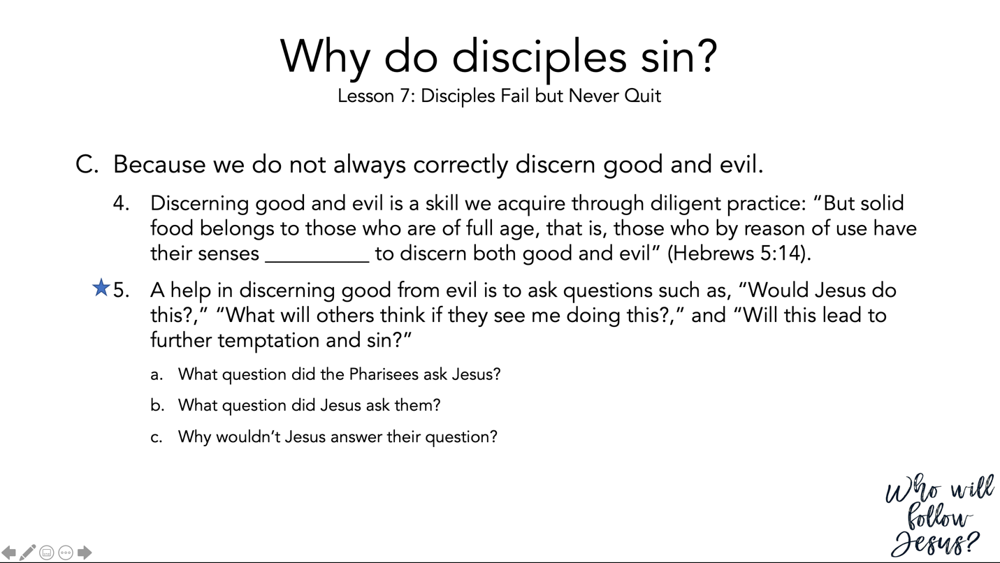 Why do disciples sin?
Lesson 7: Disciples Fail but Never Quit
C. Because we do not always correctly discern good and evil.
4. Discerning good and evil is a skill we acquire through diligent practice: “But solid
food belongs to those who are of full age, that is, those who by reason of use have
their senses __________ to discern both good and evil” (Hebrews 5:14).
5. A help in discerning good from evil is to ask questions such as, “Would Jesus do
this?,” “What will others think if they see me doing this?,” and “Will this lead to
further temptation and sin?”
a. What question did the Pharisees ask Jesus?
b. What question did Jesus ask them?
c. Why wouldn’t Jesus answer their question?
Who will
follow
Jesus?